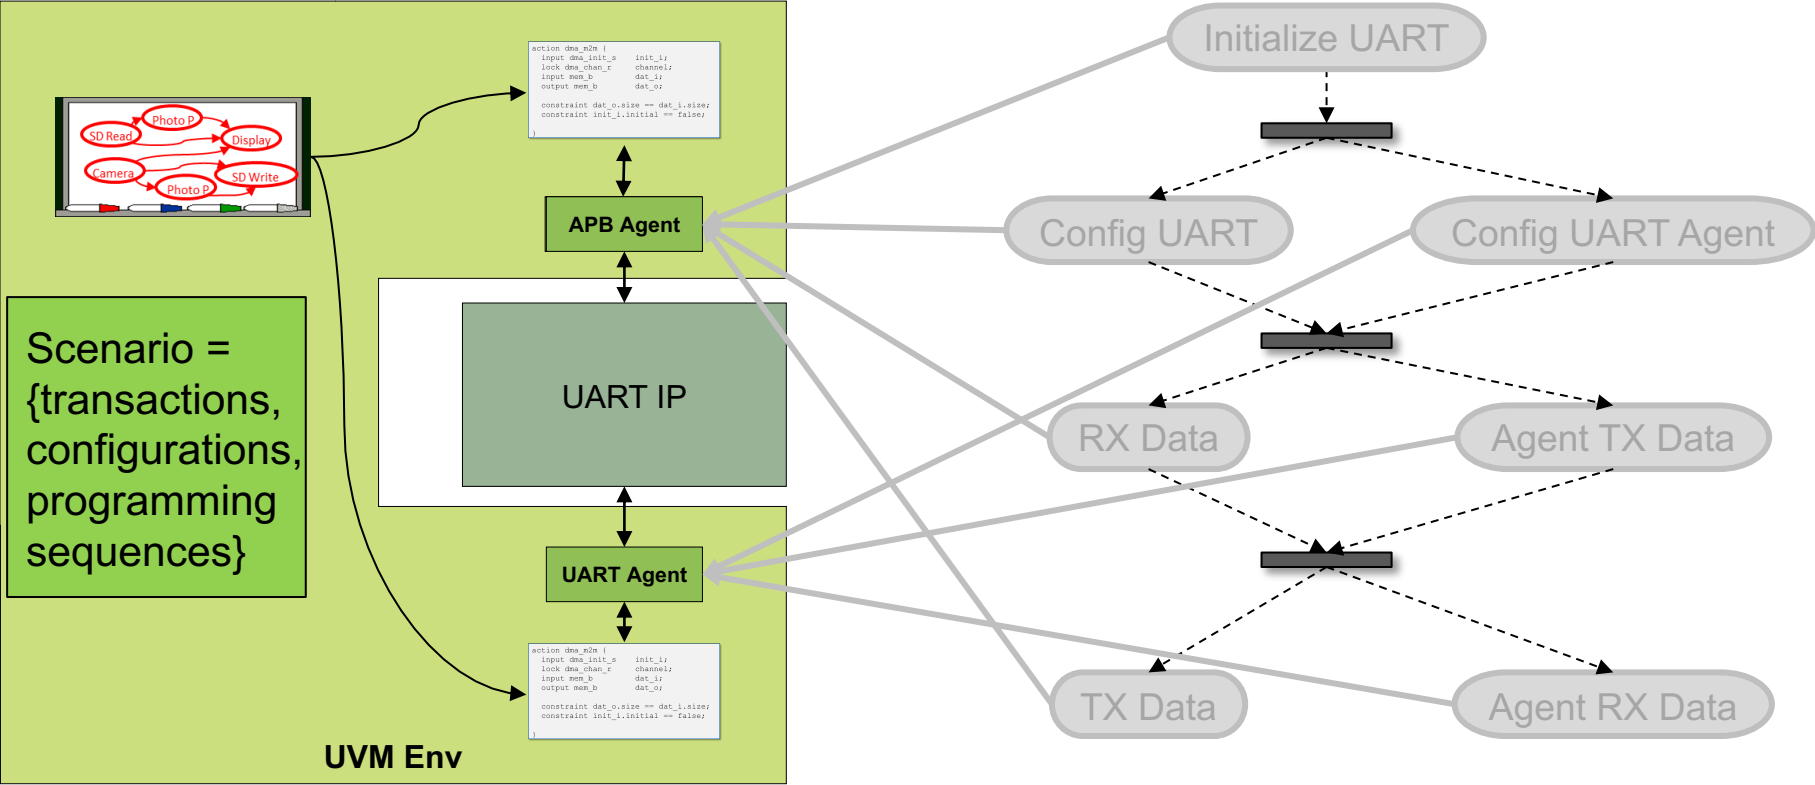 action dma_m2m {
input dma_init_s init_i;
lock dma_chan_r channel;
input mem_b dat_i;
output mem_b dat_o;
constraint dat_o.size == dat_i.size;
constraint init_i.initial == false;
}
Photo P
SD Read
Display
Camera
SD Write
Photo P
APB Agent
Scenario =
{transactions,
configurations,
programming
sequences}
UART IP
UART Agent
action dma_m2m {
input dma_init_s init_i;
lock dma_chan_r channel;
input mem_b dat_i;
output mem_b dat_o;
constraint dat_o.size == dat_i.size;
constraint init_i.initial == false;
}
UVM Env
Initialize UART
Config UART
Config UART Agent
RX Data
Agent TX Data
TX Data
Agent RX Data